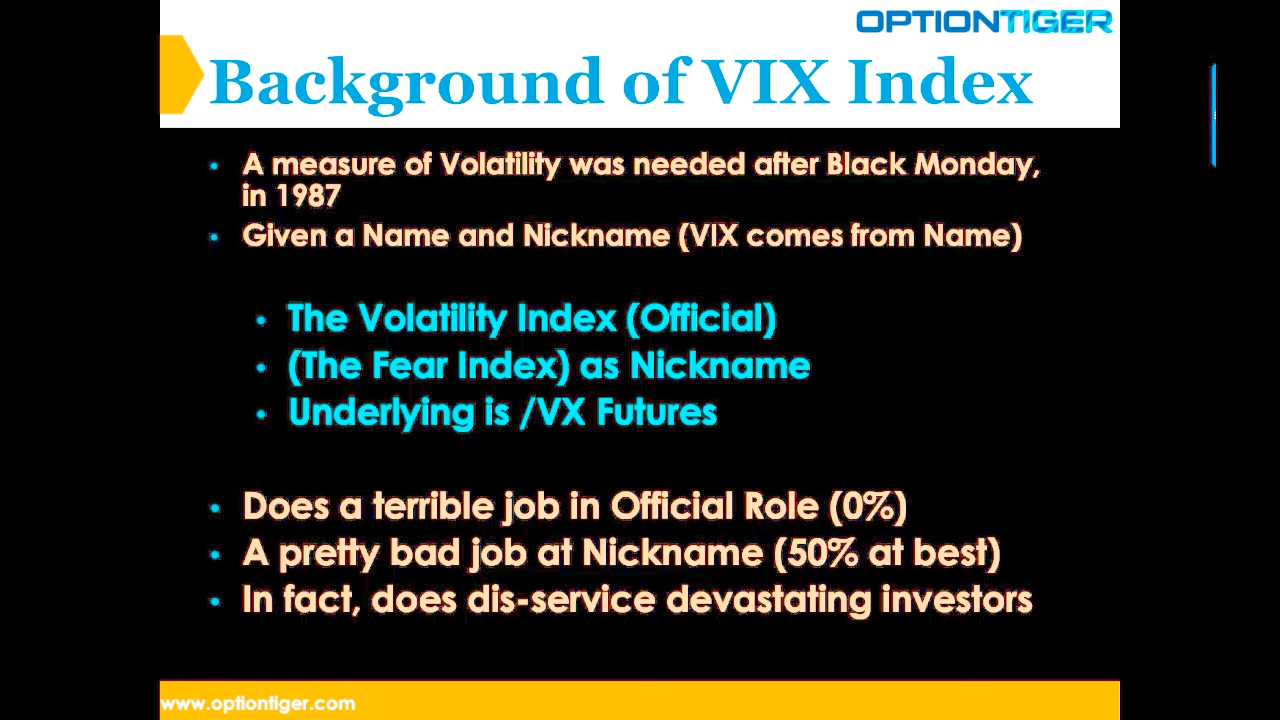 OPTIONTIGER
Background of VIX Index
• A measure of Volatility was needed after Black Monday,
in 1987
• Given a Name and Nickname (VIX comes from Name)
• The Volatility Index (Official)
• (The Fear Index) as Nickname
• Underlying is /VX Futures
• Does a terrible job in Official Role (0%)
• A pretty bad job at Nickname (50% at best)
• In fact, does dis-service devastating investors
www.optiontiger.com